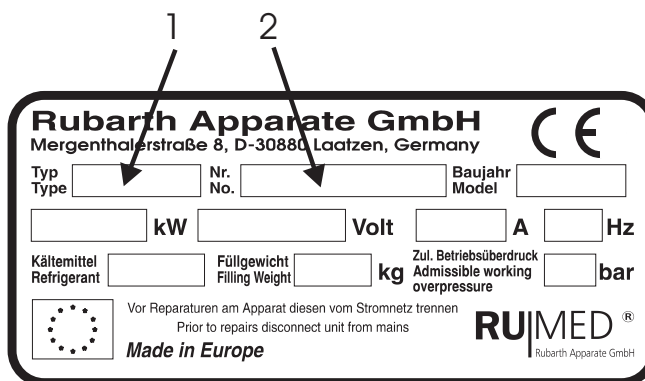 1 2
Rubarth Apparate GmbH
Mergenthalerstraße 8, D-30880 Laatzen, Germany
CE
Typ Nr. Baujahr
Type No. Model
kW Volt A Hz
Kältemittel Füllgewicht Zul. Betriebsüberdruck
Refrigerant Filling Weight kg Admissible working bar
overpressure
Vor Reparaturen am Apparat diesen vom Stromnetz trennen
Prior to repairs disconnect unit from mains
Made in Europe
RUMED ®
Rubarth Apparate GmbH